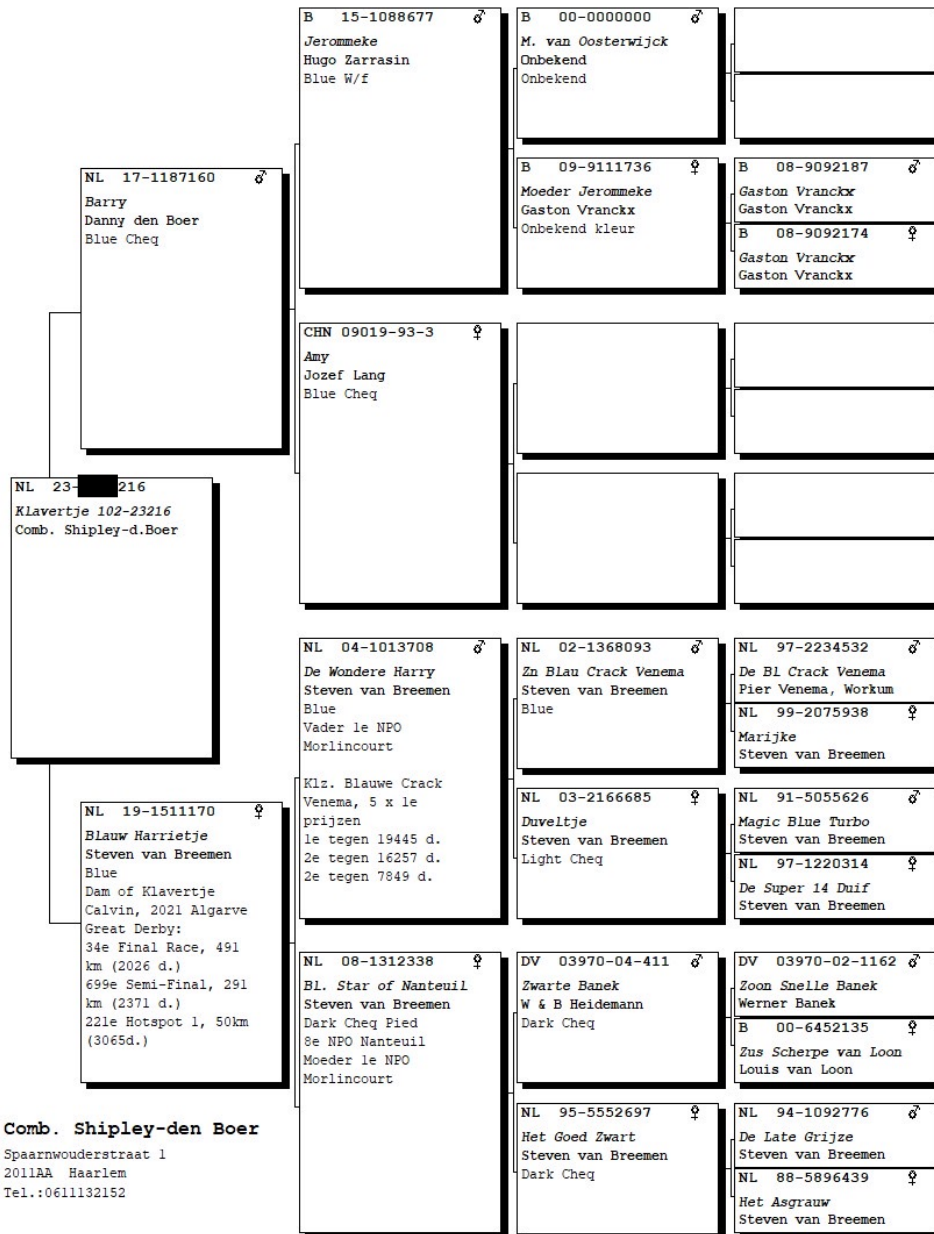 NL 23- 216
Klavertje 102-23216
Comb. Shipley-d.Boer
NL 17-1187160 ♂
Barry
Danny den Boer
Blue Cheq
NL 19-1511170 ♀
Blauw Harrietje
Steven van Breemen
Blue
Dam of Klavertje
Calvin, 2021 Algarve
Great Derby:
34e Final Race, 491
km (2026 d.)
699e Semi-Final, 291
km (2371 d.)
221e Hotspot 1, 50km
(3065d.)
B 15-1088677 ♂
Jerommeke
Hugo Zarrasin
Blue W/f
CHN 09019-93-3 ♀
Amy
Jozef Lang
Blue Cheq
NL 04-1013708 ♂
De Wondere Harry
Steven van Breemen
Blue
Vader 1e NPO
Morlincourt
Klz. Blauwe Crack
Venema, 5 x 1e
prijzen
1e tegen 19445 d.
2e tegen 16257 d.
2e tegen 7849 d.
NL 08-1312338 ♀
Bl. Star of Nanteuil
Steven van Breemen
Dark Cheq Pied
8e NPO Nanteuil
Moeder 1e NPO
Morlincourt
B 00-0000000 ♂
M. van Oosterwijck
Onbekend
Onbekend
B 09-9111736 ♀
Moeder Jerommeke
Gaston Vranckx
Onbekend kleur
NL 02-1368093 ♂
Zn Blau Crack Venema
Steven van Breemen
Blue
NL 03-2166685 ♀
Duveltje
Steven van Breemen
Light Cheq
DV 03970-04-411 ♂
Zwarte Banek
W & B Heidemann
Dark Cheq
NL 95-5552697 ♀
Het Goed Zwart
Steven van Breemen
Dark Cheq
B 08-9092187 ♂
Gaston Vranckx
Gaston Vranckx
B 08-9092174 ♀
Gaston Vranckx
Gaston Vranckx
NL 97-2234532 ♂
De Bl Crack Venema
Pier Venema, Workum
NL 99-2075938 ♀
Marijke
Steven van Breemen
NL 91-5055626 ♂
Magic Blue Turbo
Steven van Breemen
NL 97-1220314 ♀
De Super 14 Duif
Steven van Breemen
DV 03970-02-1162 ♂
Zoon Snelle Banek
Werner Banek
B 00-6452135 ♀
Zus Scherpe van Loon
Louis van Loon
NL 94-1092776 ♂
De Late Grijze
Steven van Breemen
NL 88-5896439 ♀
Het Asgrauw
Steven van Breemen
Comb. Shipley-den Boer
Spaarnwouderstraat 1
2011AA Haarlem
Tel.:0611132152